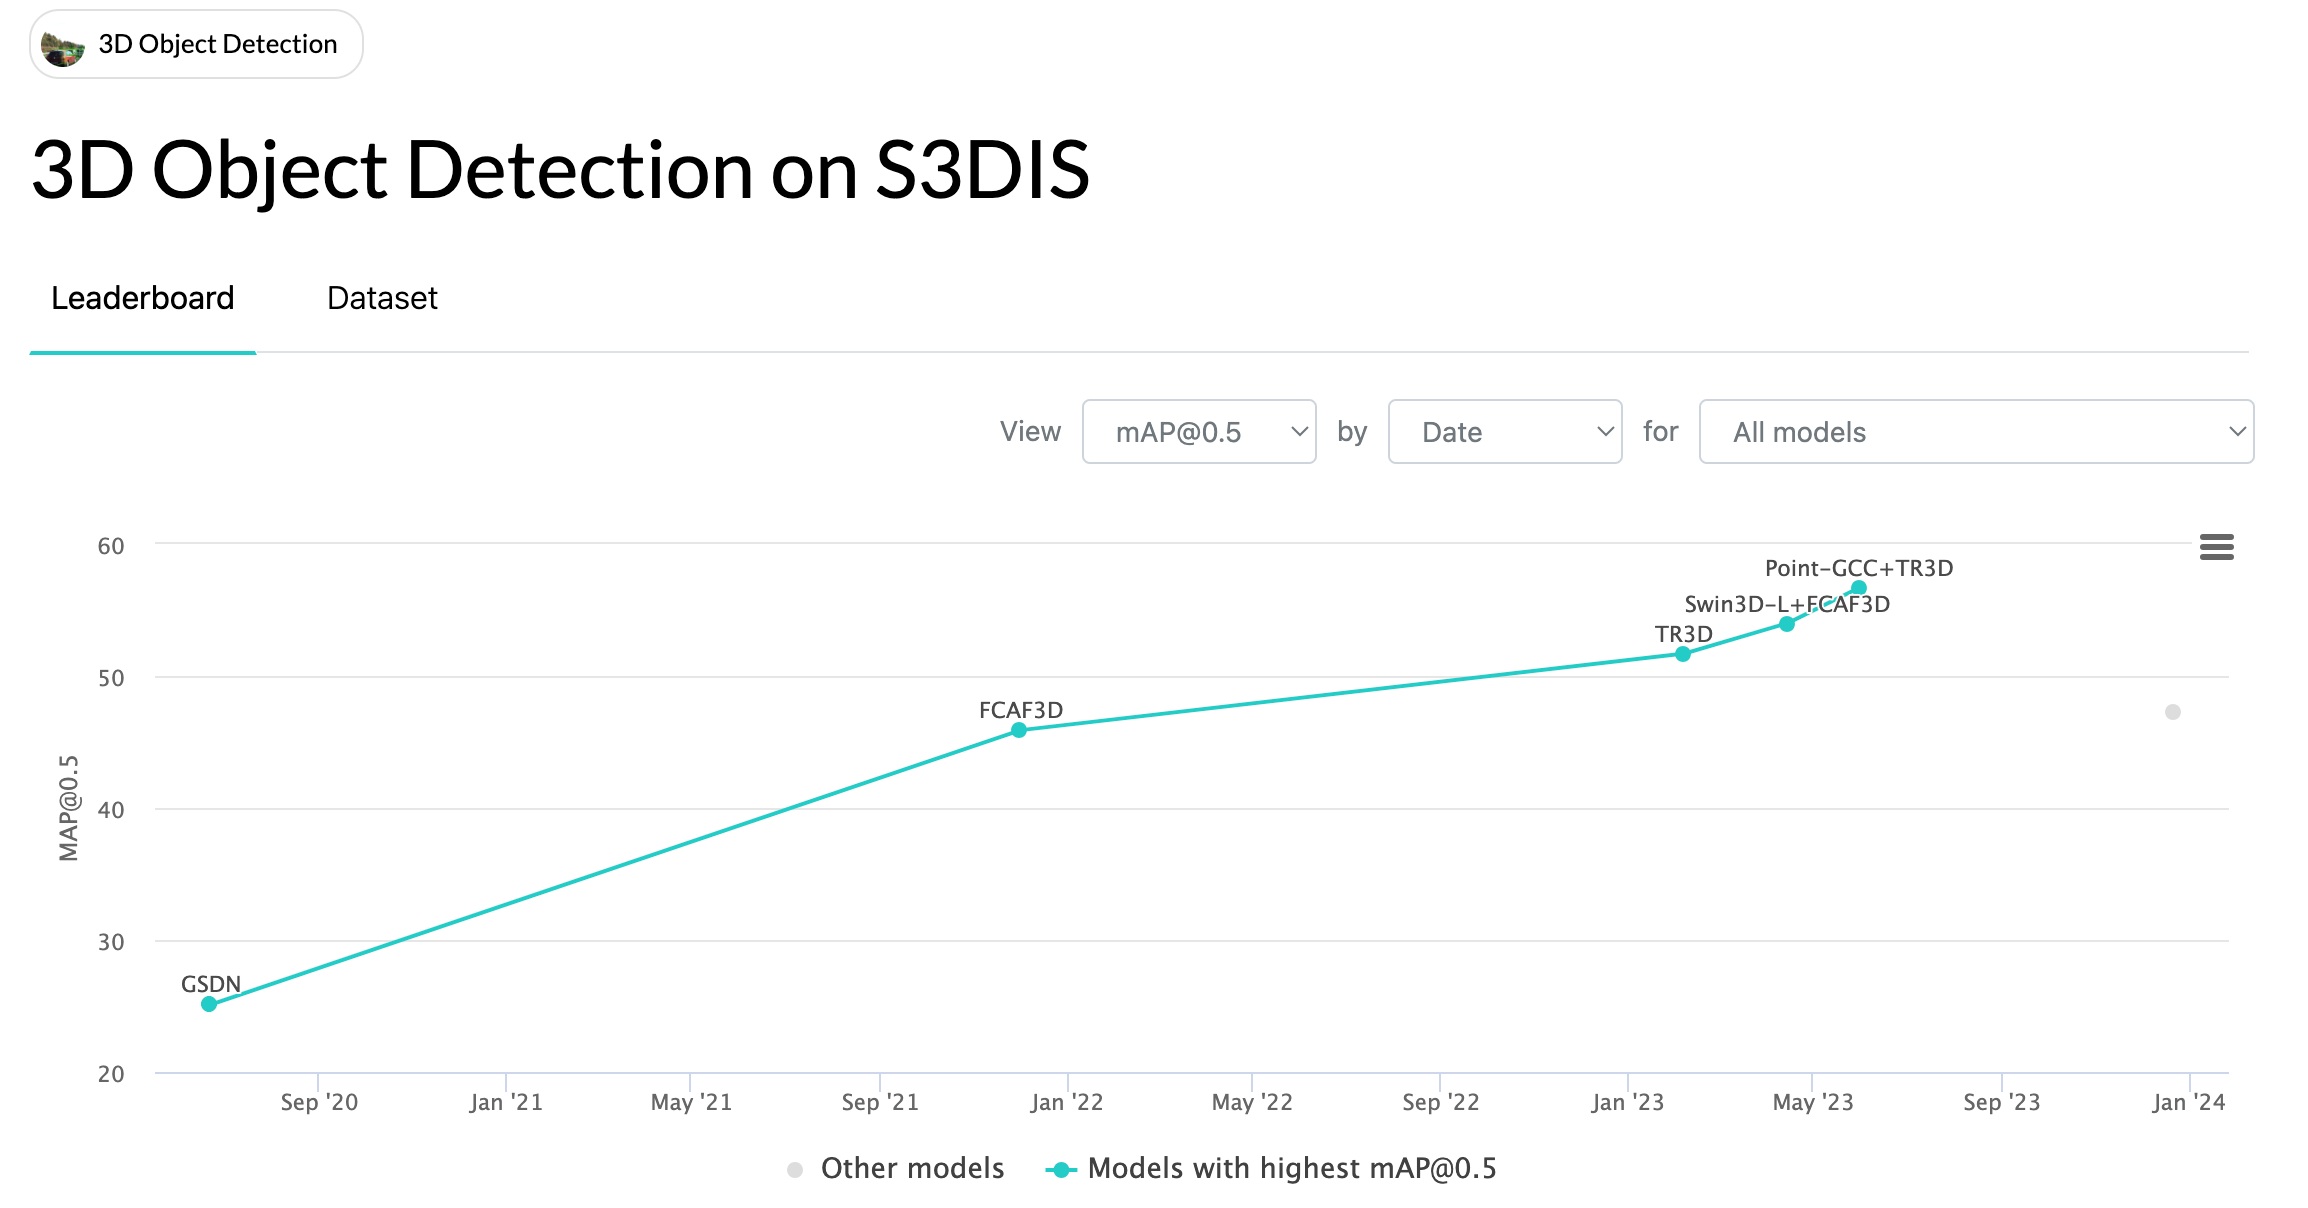 3D Object Detection
3D Object Detection on S3DIS
Leaderboard Dataset
View mAP@0.5 by Date for All models
60
Point-GCC+TR3D
Swin3D-L+FCAF3D
TR3D
50
FCAF3D
MAP@0.5
40
30
GSDN
20
Sep '20 Jan '21 May '21 Sep '21 Jan '22 May '22 Sep '22 Jan '23 May '23 Sep '23 Jan '24
Other models Models with highest mAP@0.5